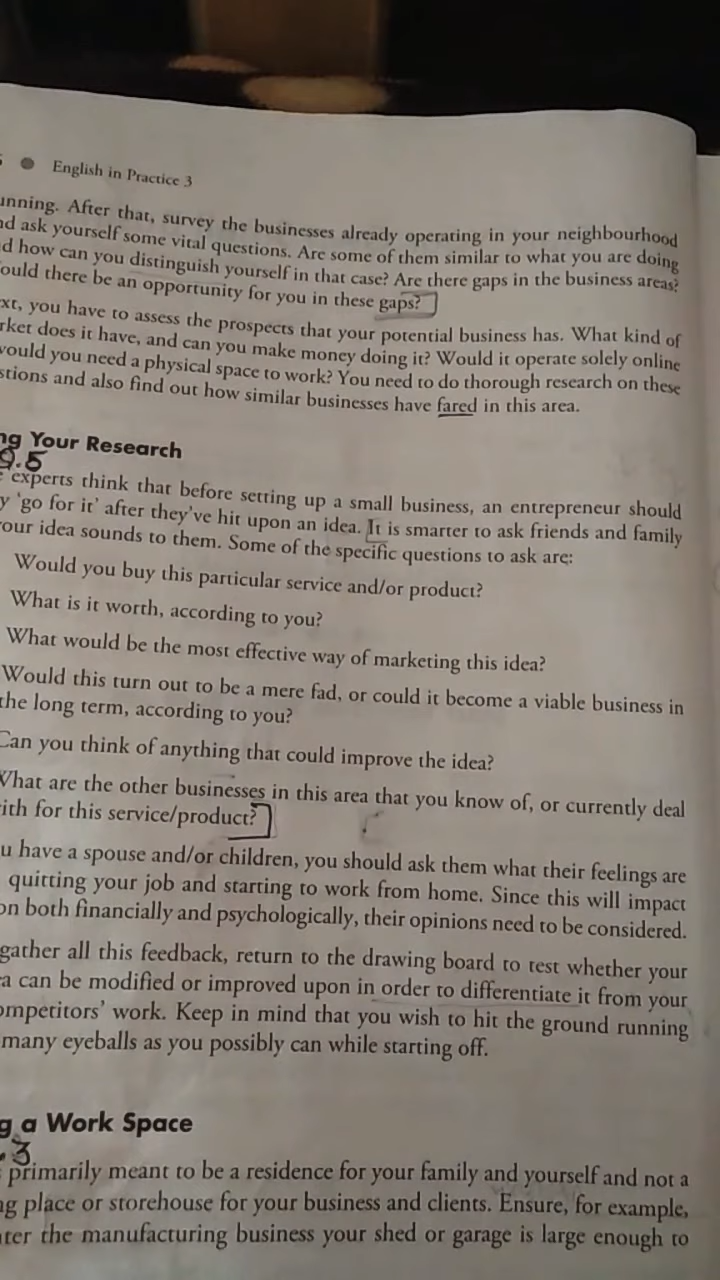 English in Practice 3
unning. After that, survey the businesses already operating in your neighbourhood
nd ask yourself some vital questions. Are some of them similar to what you are doing
d how can you distinguish yourself in that case? Are there gaps in the business areas?
ould there be an opportunity for you in these gaps?
xt, you have to assess the prospects that your potential business has. What kind of
rket does it have, and can you make money doing it? Would it operate solely online
would you need a physical space to work? You need to do thorough research on these
stions and also find out how similar businesses have fared in this area.
ng Your Research
9.5
experts think that before setting up a small business, an entrepreneur should
y 'go for it' after they've hit upon an idea. It is smarter to ask friends and family
our idea sounds to them. Some of the specific questions to ask are:
Would you buy this particular service and/or product?
What is it worth, according to you?
What would be the most effective way of marketing this idea?
Would this turn out to be a mere fad, or could it become a viable business in
the long term, according to you?
Can you think of anything that could improve the idea?
What are the other businesses in this area that you know of, or currently deal
ith for this service/product?
u have a spouse and/or children, you should ask them what their feelings are
quitting your job and starting to work from home. Since this will impact
on both financially and psychologically, their opinions need to be considered.
gather all this feedback, return to the drawing board to test whether your
a can be modified or improved upon in order to differentiate it from your
ompetitors' work. Keep in mind that you wish to hit the ground running
many eyeballs as you possibly can while starting off.
g a Work Space
.3
primarily meant to be a residence for your family and yourself and not a
ng place or storehouse for your business and clients. Ensure, for example,
ter the manufacturing business your shed or garage is large enough to